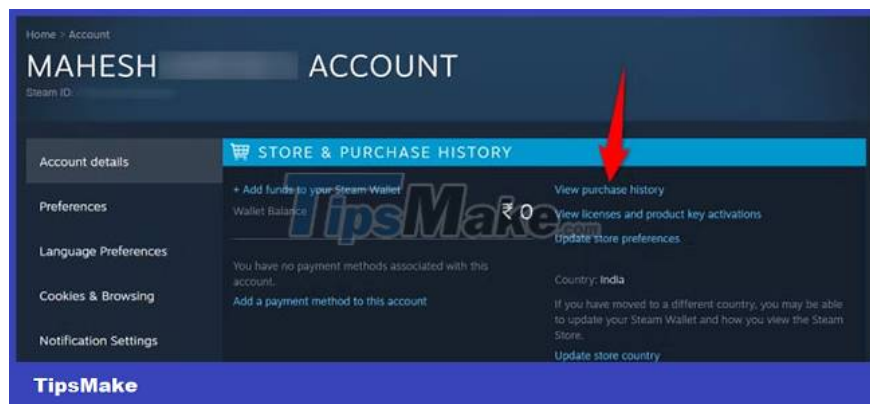 Home > Account
MAHESH ACCOUNT
Steam ID:
Account details
Preferences
Language Preferences
Cookies & Browsing
Notification Settings
STORE & PURCHASE HISTORY
+ Add funds to your Steam Wallet
Wallet Balance ₹ 0
You have no payment methods associated with this
account.
Add a payment method to this account
View purchase history
View licenses and product key activations
Update store preferences
Country: India
If you have moved to a different country, you may be able
to update your Steam Wallet and how you view the Steam
Store.
Update store country
TipsMake.com
TipsMake